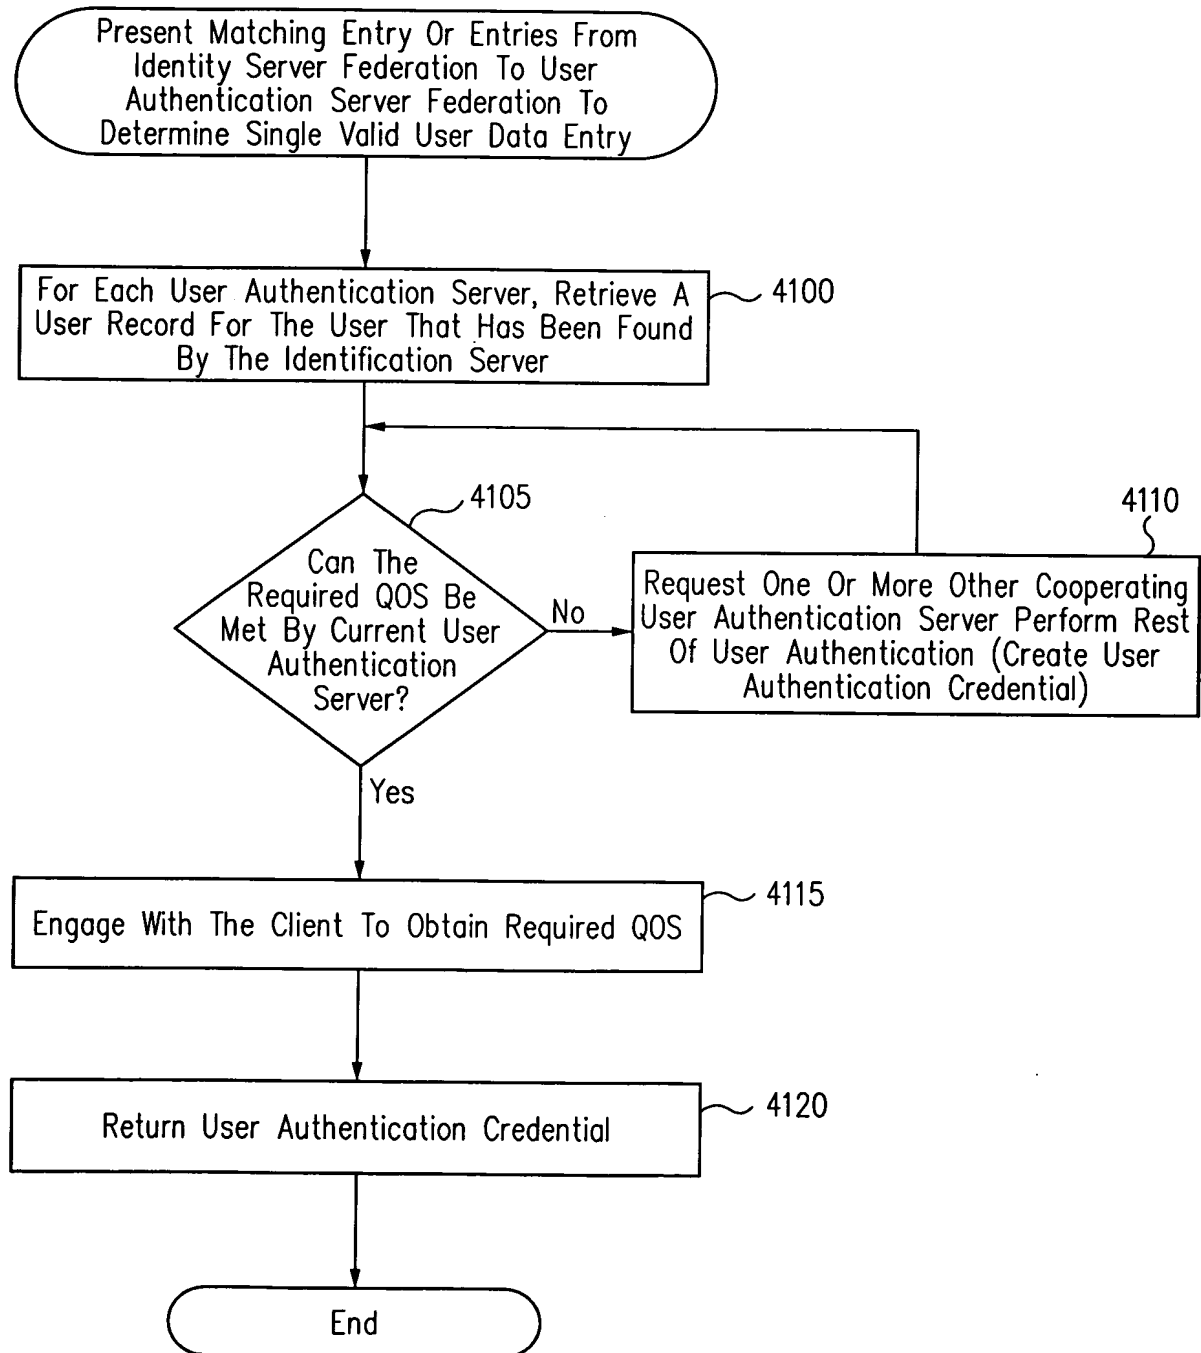 Present Matching Entry Or Entries From
Identity Server Federation To User
Authentication Server Federation To
Determine Single Valid User Data Entry
For Each User Authentication Server, Retrieve A
User Record For The User That Has Been Found
By The Identification Server
4100
4105
Can The
Required QOS Be
Met By Current User
Authentication
Server?
No
4110
Request One Or More Other Cooperating
User Authentication Server Perform Rest
Of User Authentication (Create User
Authentication Credential)
Yes
Engage With The Client To Obtain Required QOS
4115
Return User Authentication Credential
4120
End